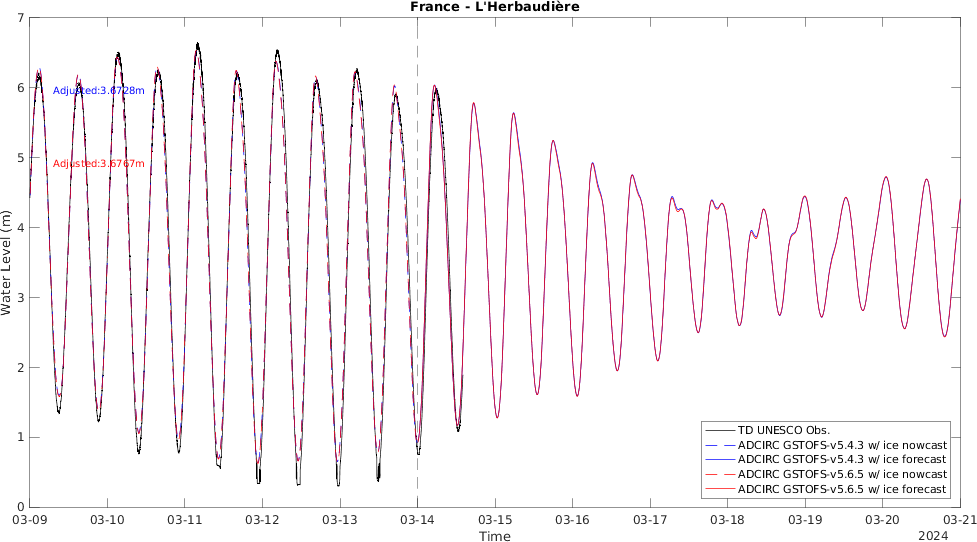 France - L'Herbaudière
7
6
5
4
3
2
1
0
Water Level (m)
Adjusted:3.6728m
Adjusted:3.6767m
TD UNESCO Obs.
ADCIRC GSTOFS-v5.4.3 w/ ice nowcast
ADCIRC GSTOFS-v5.4.3 w/ ice forecast
ADCIRC GSTOFS-v5.6.5 w/ ice nowcast
ADCIRC GSTOFS-v5.6.5 w/ ice forecast
03-09 03-10 03-11 03-12 03-13 03-14 03-15 03-16 03-17 03-18 03-19 03-20 03-21
Time
2024